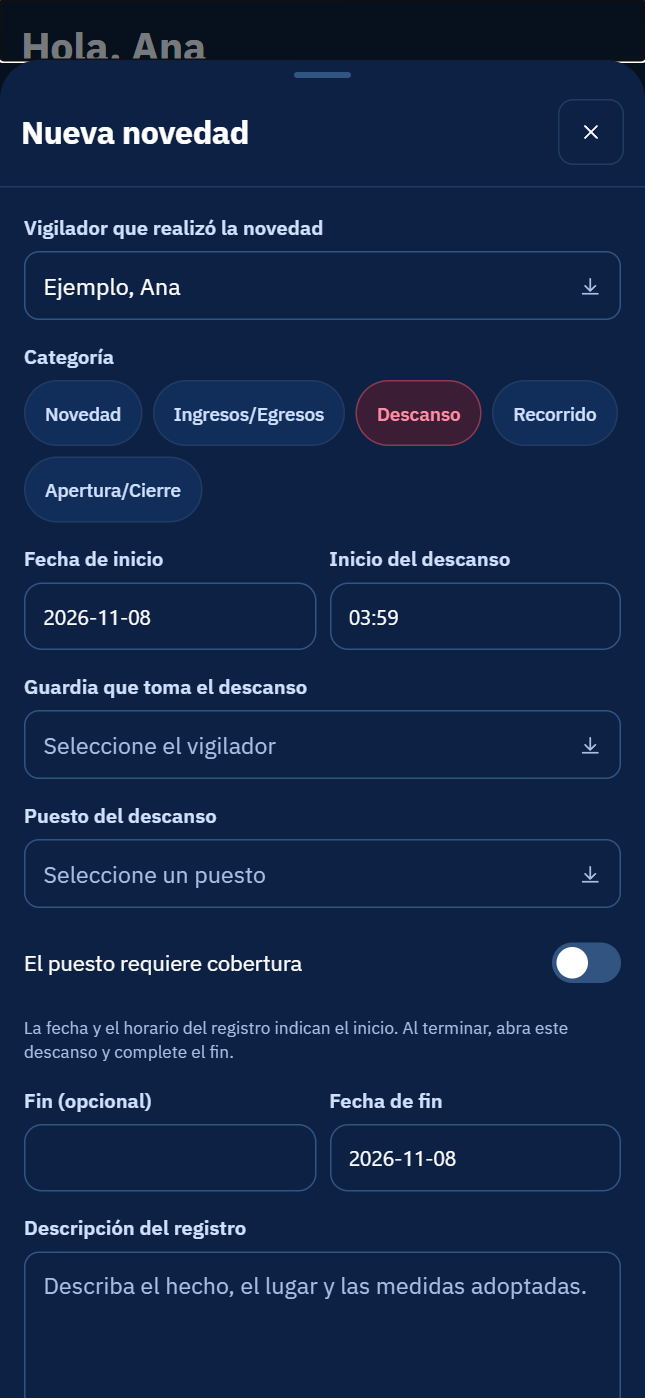 Hola, Ana
Nueva novedad
Vigilador que realizó la novedad
Ejemplo, Ana
Categoría
Novedad
Ingresos/Egresos
Descanso
Recorrido
Apertura/Cierre
Fecha de inicio
Inicio del descanso
2026-11-08
03:59
Guardia que toma el descanso
Seleccione el vigilador
Puesto del descanso
Seleccione un puesto
El puesto requiere cobertura
La fecha y el horario del registro indican el inicio. Al terminar, abra este
descanso y complete el fin.
Fin (opcional)
Fecha de fin
2026-11-08
Descripción del registro
Describa el hecho, el lugar y las medidas adoptadas.